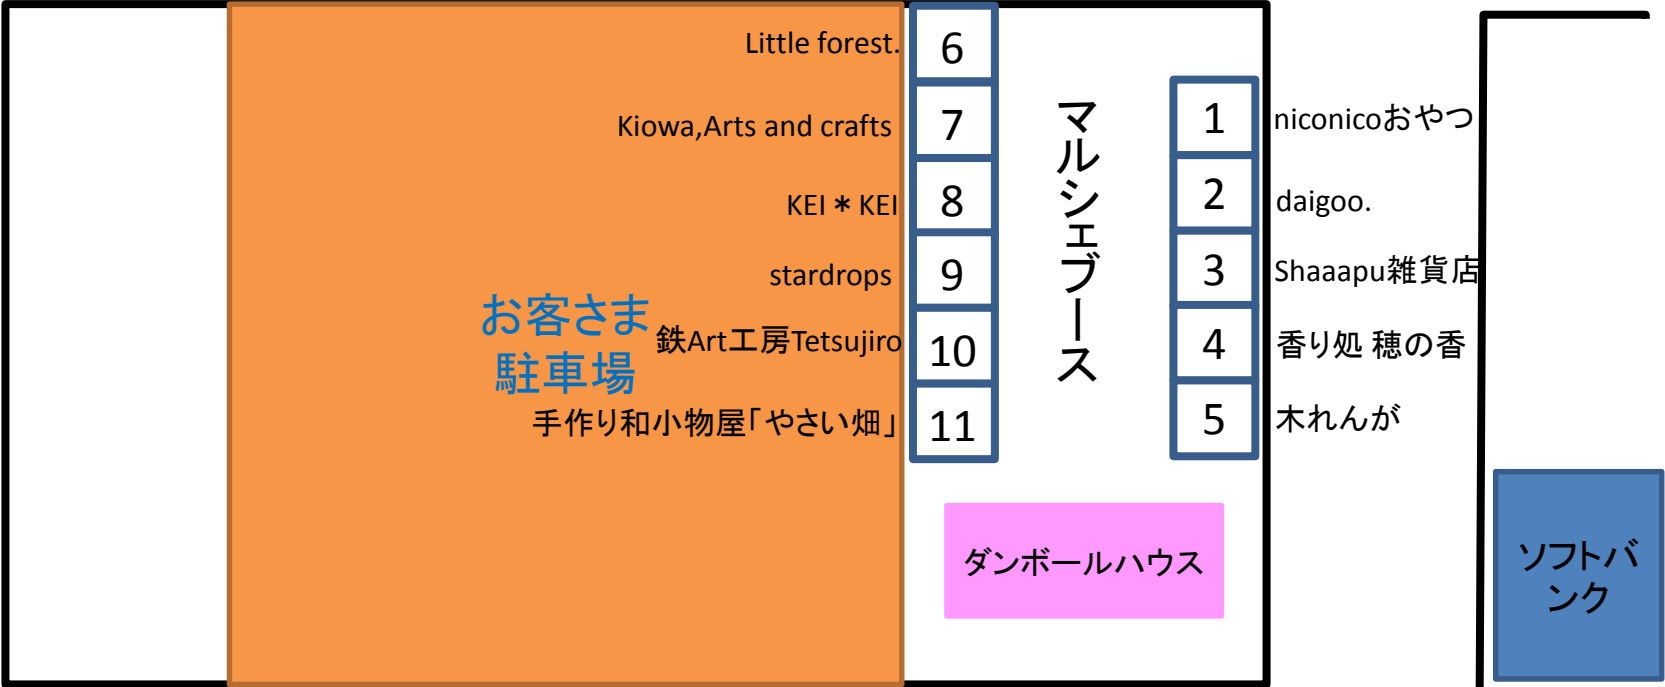 Little forest.
6
Kiowa,Arts and crafts
7
KEI＊KEI
8
stardrops
9
お客さま
駐車場
鉄Art工房Tetsujiro
10
手作り和小物屋「やさい畑」
11
マルシェブース
1
niconicoおやつ
2
daigoo.
3
Shaaapu雑貨店
4
香り処 穂の香
5
木れんが
ダンボールハウス
ソフトバ
ンク